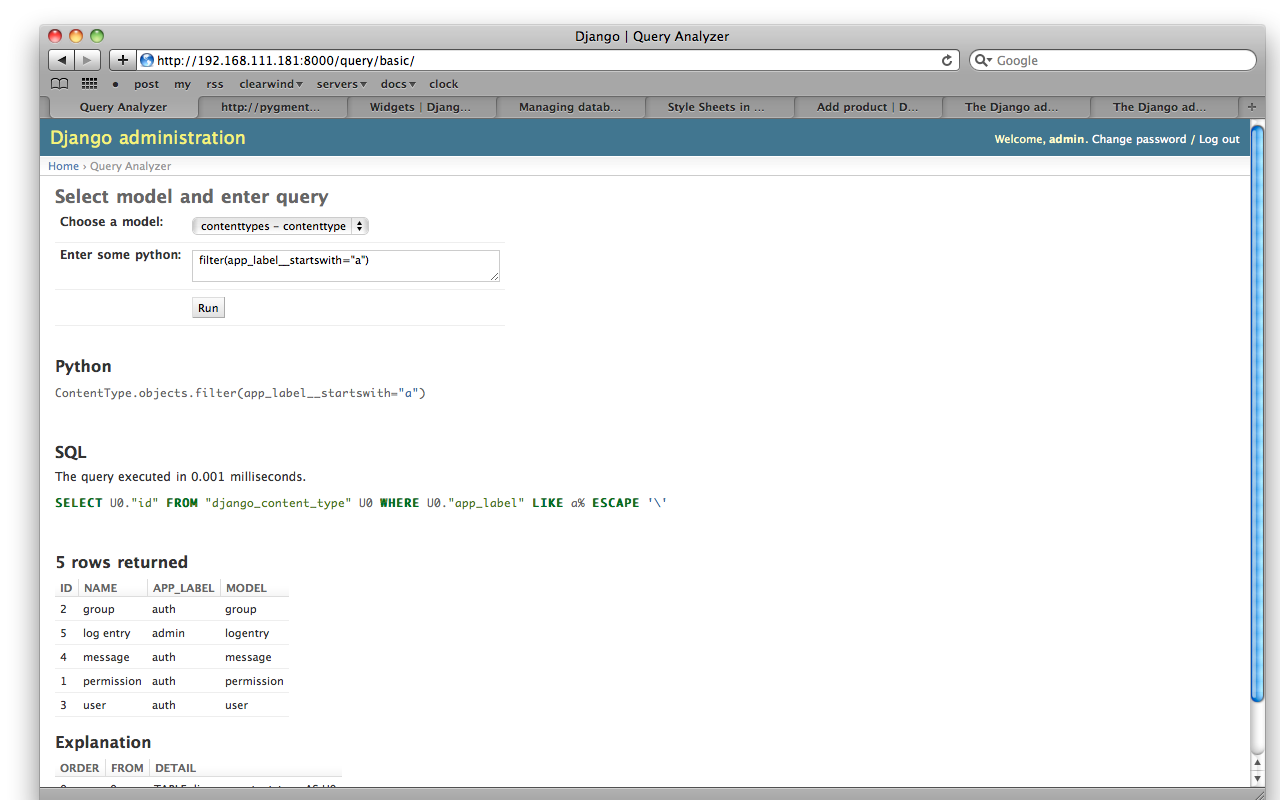 Django | Query Analyzer
http://192.168.111.181:8000/query/basic/
Google
post my rss clearwind servers docs clock
Query Analyzer http://pygment... Widgets | Djang... Managing datab... Style Sheets in ... Add product | D... The Django ad... The Django ad...
Django administration
Welcome, admin. Change password / Log out
Home › Query Analyzer
Select model and enter query
Choose a model: contenttypes - contenttype
Enter some python: filter(app_label__startswith="a")
Run
Python
ContentType.objects.filter(app_label__startswith="a")
SQL
The query executed in 0.001 milliseconds.
SELECT U0."id" FROM "django_content_type" U0 WHERE U0."app_label" LIKE a% ESCAPE '\'
5 rows returned
ID NAME APP_LABEL MODEL
2 group auth group
5 log entry admin logentry
4 message auth message
1 permission auth permission
3 user auth user
Explanation
ORDER FROM DETAIL